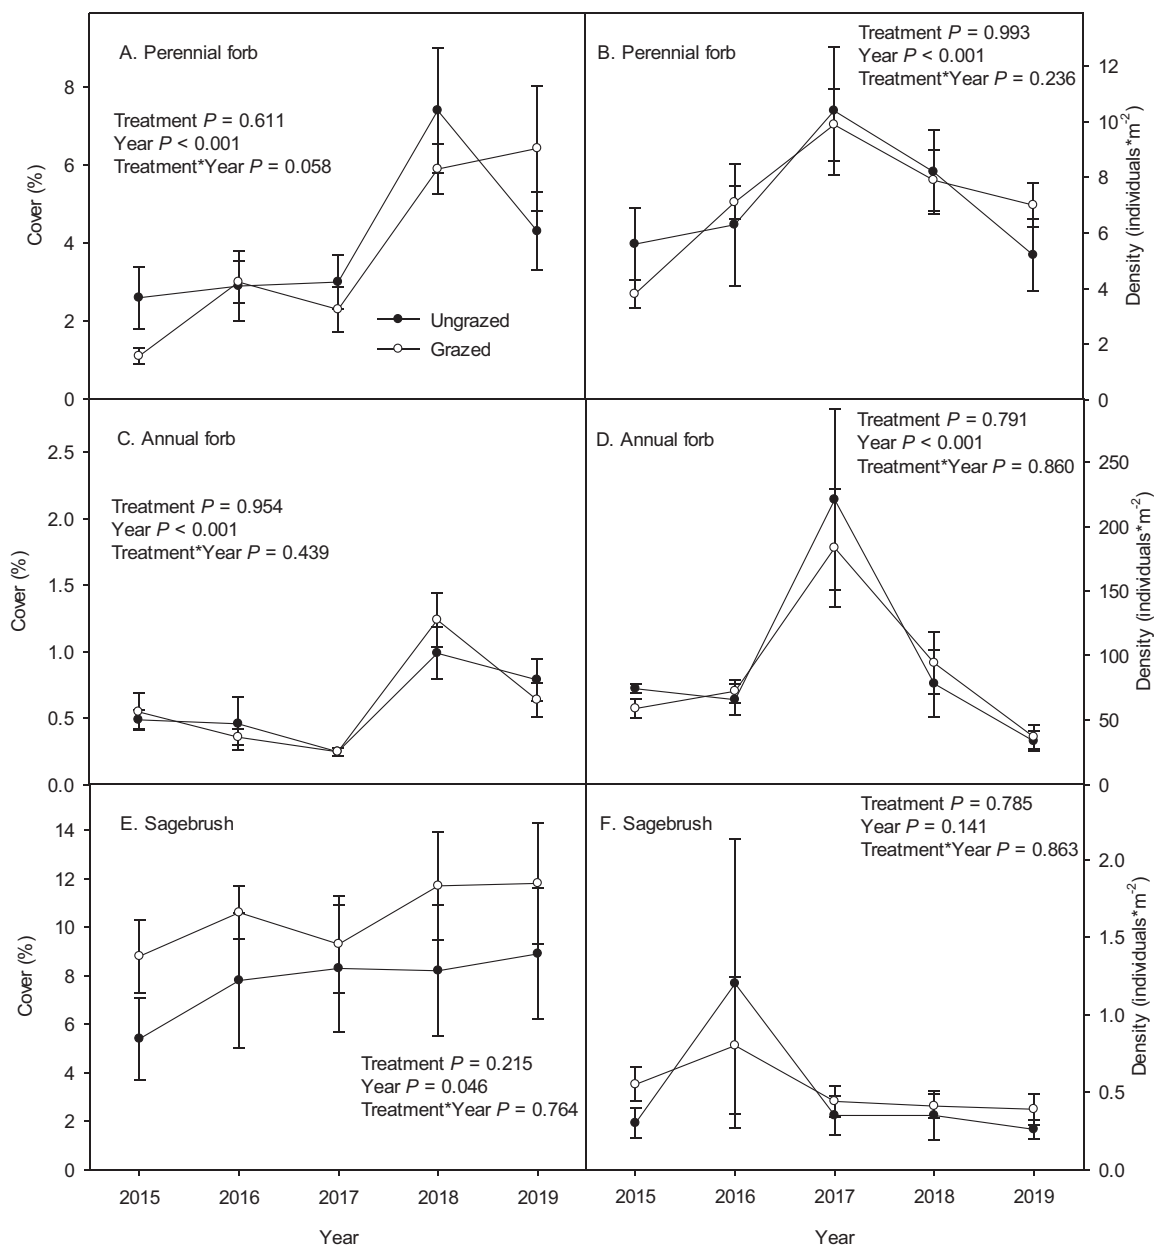 A. Perennial forb
Treatment P = 0.611
Year P < 0.001
Treatment*Year P = 0.058
Ungrazed
Grazed
Cover (%)
8
6
4
2
0
B. Perennial forb
Treatment P = 0.993
Year P < 0.001
Treatment*Year P = 0.236
12
10
8
6
4
2
0
Density (individuals*m-2)
C. Annual forb
Treatment P = 0.954
Year P < 0.001
Treatment*Year P = 0.439
Cover (%)
2.5
2.0
1.5
1.0
0.5
0.0
D. Annual forb
Treatment P = 0.791
Year P < 0.001
Treatment*Year P = 0.860
250
200
150
100
50
0
Density (individuals*m-2)
E. Sagebrush
Treatment P = 0.215
Year P = 0.046
Treatment*Year P = 0.764
Cover (%)
14
12
10
8
6
4
2
0
2015 2016 2017 2018 2019
Year
F. Sagebrush
Treatment P = 0.785
Year P = 0.141
Treatment*Year P = 0.863
2.0
1.5
1.0
0.5
0.0
Density (individuals*m-2)
2015 2016 2017 2018 2019
Year